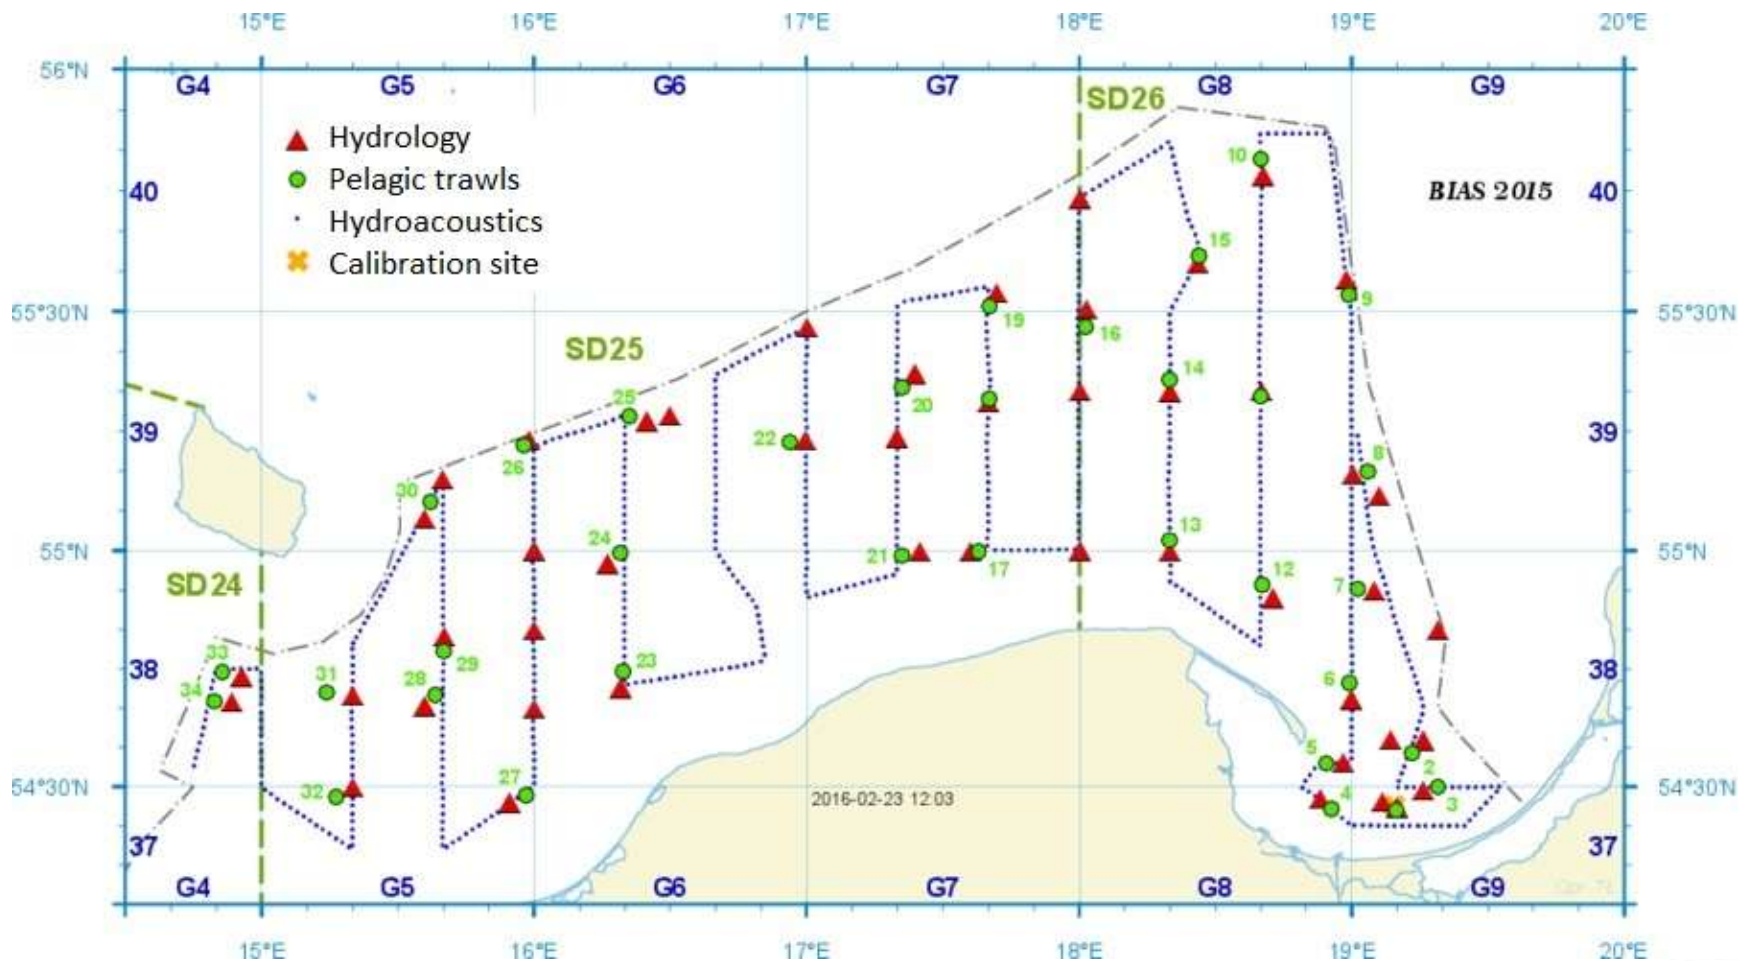 15°E 16°E 17°E 18°E 19°E 20°E
56°N
G4 G5 G6 G7 G8 G9
SD26
Hydrology
Pelagic trawls
Hydroacoustics
Calibration site
10
40 BIAS 2015 40
15
9
55°30'N 55°30'N
19
16
SD25
14
25
20
39 39
22
26
8
30
24
13
55°N 55°N
21 17
SD24
12
7
29
33
31
28
23
6
38 38
34
5
2
27
54°30'N 54°30'N
32
2016-02-23 12:03
4
3
37 37
G4 G5 G6 G7 G8 G9
15°E 16°E 17°E 18°E 19°E 20°E